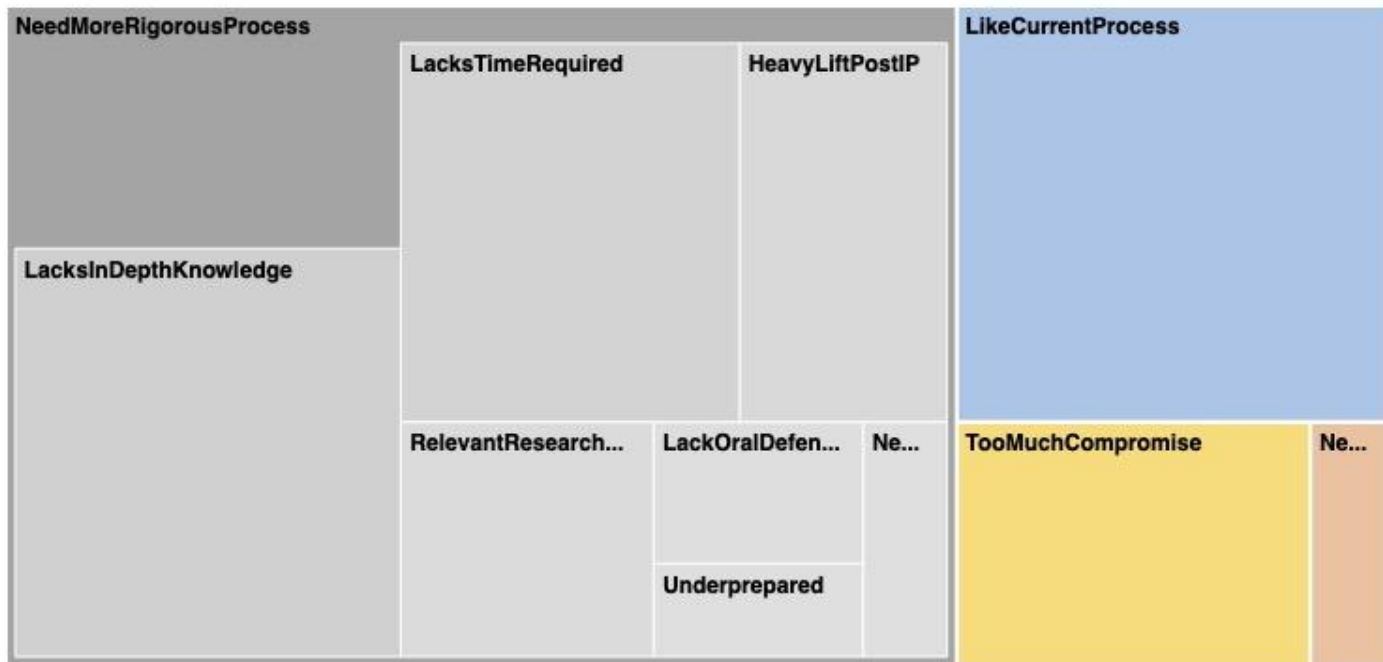 NeedMoreRigorousProcess
LikeCurrentProcess
LacksTimeRequired
HeavyLiftPostIP
LacksInDepthKnowledge
RelevantResearch...
LackOralDefen...
Ne...
TooMuchCompromise
Ne...
Underprepared